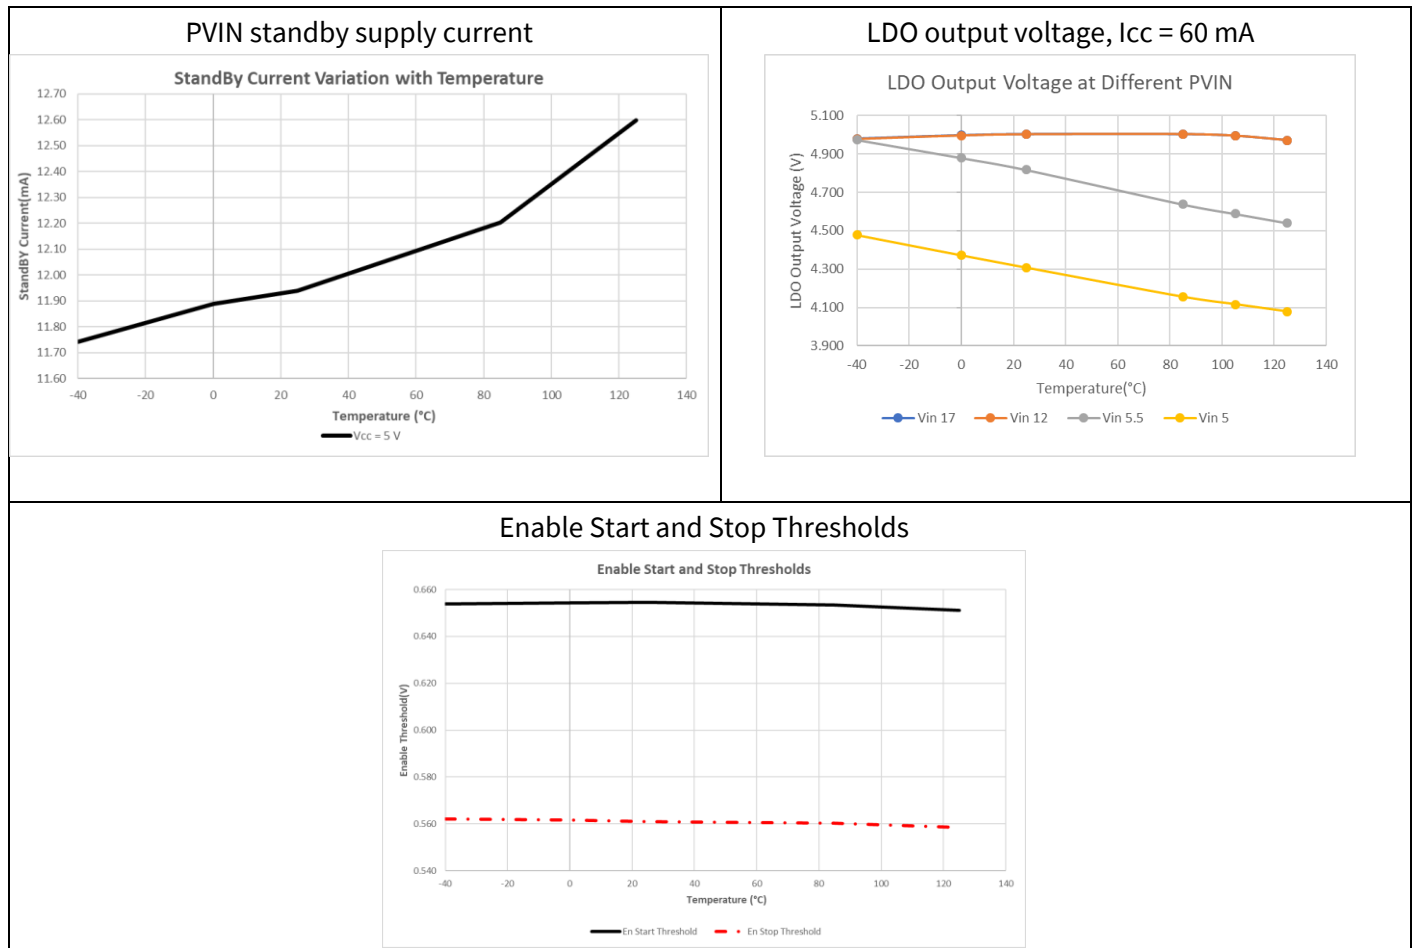 PVIN standby supply current
StandBy Current Variation with Temperature
12.70
12.60
12.50
12.40
12.30
12.20
12.10
12.00
11.90
11.80
11.70
11.60
StandBY Current(mA)
-40 -20 0 20 40 60 80 100 120 140
Temperature (°C)
Vcc = 5 V
LDO output voltage, Icc = 60 mA
LDO Output Voltage at Different PVIN
5.100
4.900
4.700
4.500
4.300
4.100
3.900
LDO Output Voltage (V)
-40 -20 0 20 40 60 80 100 120 140
Temperature(°C)
Vin 17 Vin 12 Vin 5.5 Vin 5
Enable Start and Stop Thresholds
Enable Start and Stop Thresholds
0.660
0.640
0.620
0.600
0.580
0.560
0.540
Enable Threshold(V)
-40 -20 0 20 40 60 80 100 120 140
Temperature (°C)
En Start Threshold En Stop Threshold